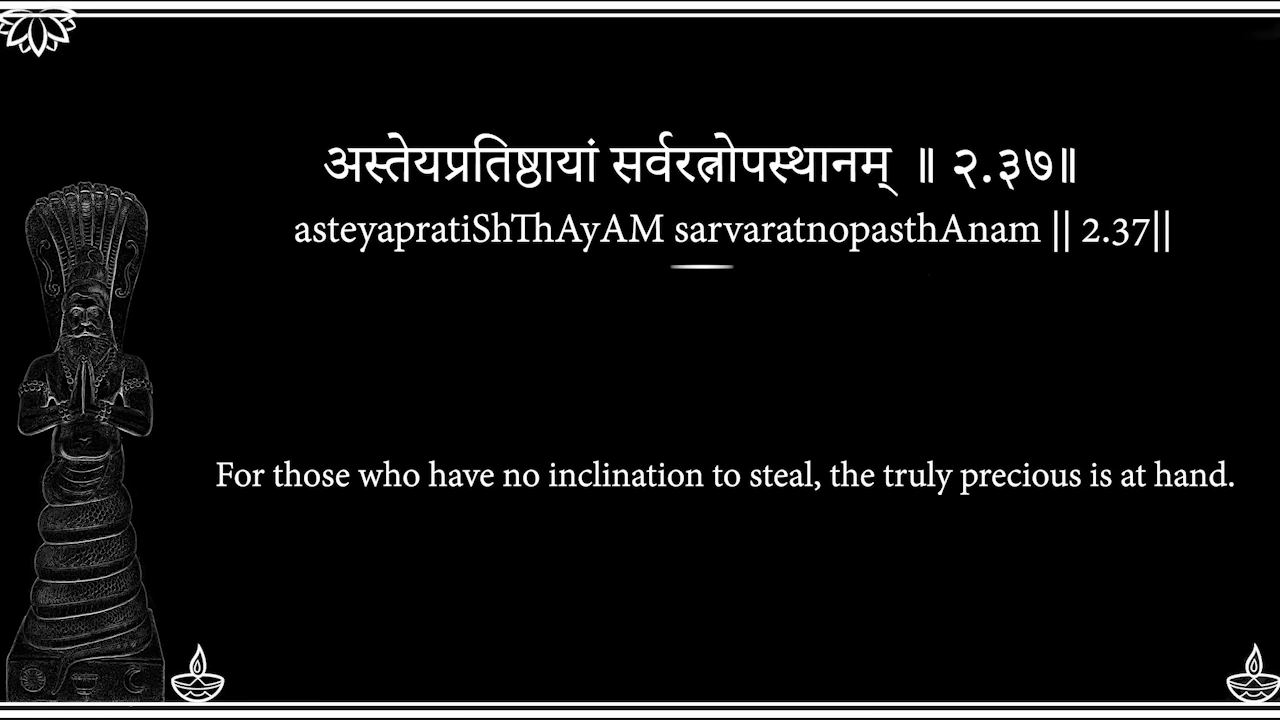 अस्तेयप्रतिष्ठायां सर्वरत्नोपस्थानम् ॥ २.३७॥
asteyapratiShThAyAM sarvaratnopasthAnam || 2.37||
For those who have no inclination to steal, the truly precious is at hand.